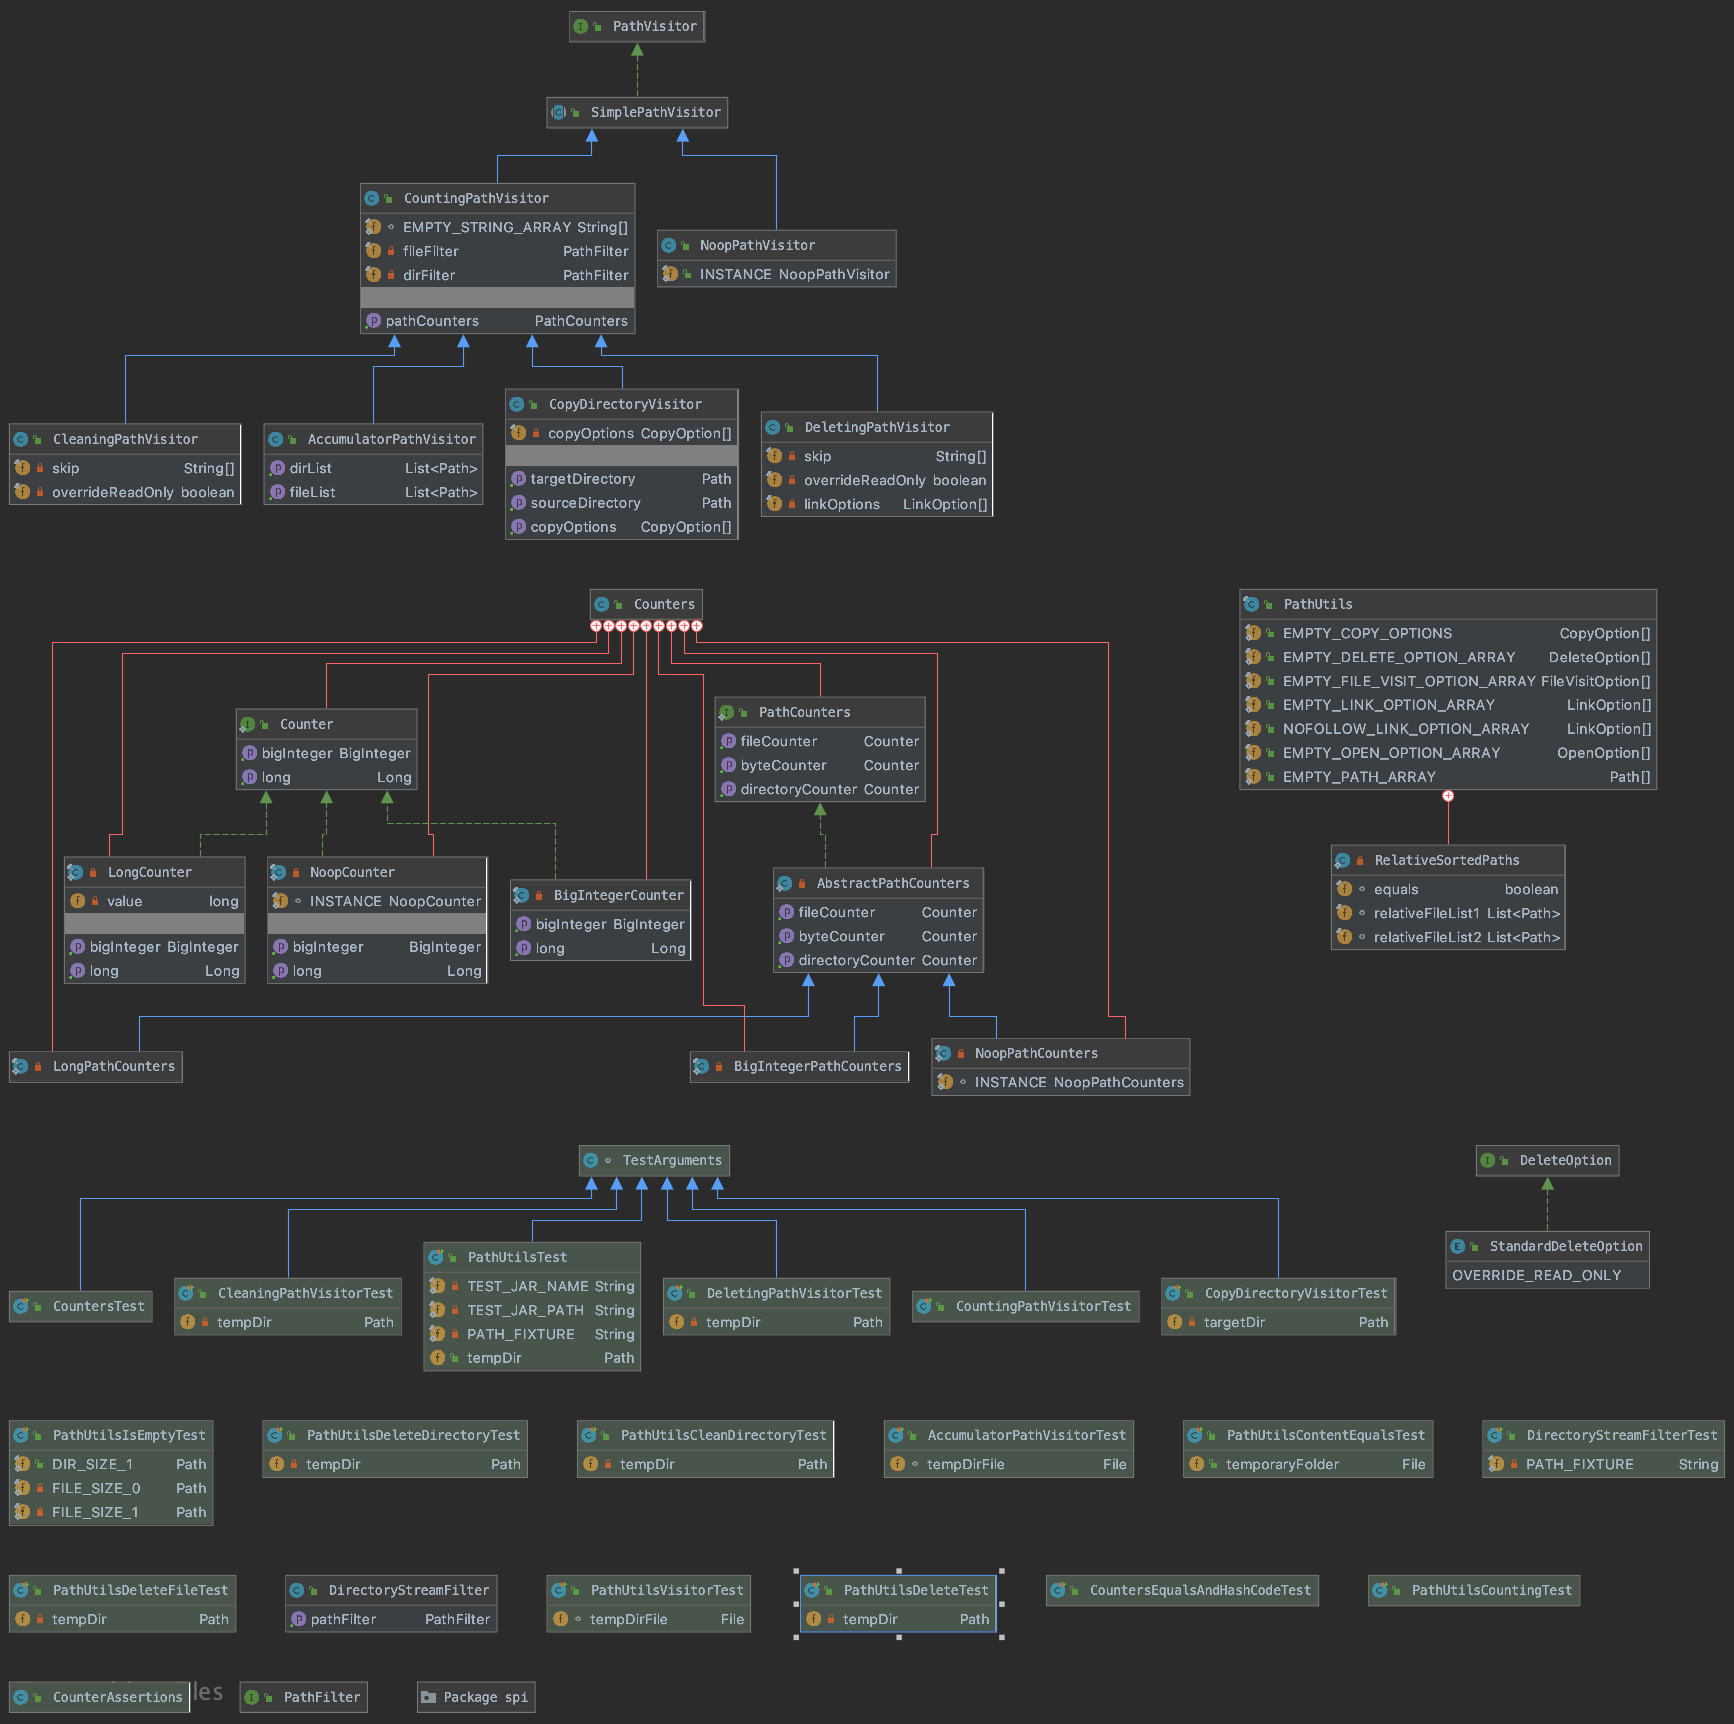 PathVisitor
SimplePathVisitor
CountingPathVisitor
EMPTY_STRING_ARRAY String[]
fileFilter PathFilter
dirFilter PathFilter
pathCounters PathCounters
NoopPathVisitor
INSTANCE NoopPathVisitor
CleaningPathVisitor
skip String[]
overrideReadOnly boolean
AccumulatorPathVisitor
dirList List<Path>
fileList List<Path>
CopyDirectoryVisitor
copyOptions CopyOption[]
targetDirectory Path
sourceDirectory Path
copyOptions CopyOption[]
DeletingPathVisitor
skip String[]
overrideReadOnly boolean
linkOptions LinkOption[]
Counters
PathUtils
EMPTY_COPY_OPTIONS CopyOption[]
EMPTY_DELETE_OPTION_ARRAY DeleteOption[]
EMPTY_FILE_VISIT_OPTION_ARRAY FileVisitOption[]
EMPTY_LINK_OPTION_ARRAY LinkOption[]
NOFOLLOW_LINK_OPTION_ARRAY LinkOption[]
EMPTY_OPEN_OPTION_ARRAY OpenOption[]
EMPTY_PATH_ARRAY Path[]
Counter
bigInteger BigInteger
long Long
PathCounters
fileCounter Counter
byteCounter Counter
directoryCounter Counter
LongCounter
value long
bigInteger BigInteger
long Long
NoopCounter
INSTANCE NoopCounter
bigInteger BigInteger
long Long
BigIntegerCounter
bigInteger BigInteger
long Long
AbstractPathCounters
fileCounter Counter
byteCounter Counter
directoryCounter Counter
RelativeSortedPaths
equals boolean
relativeFileList1 List<Path>
relativeFileList2 List<Path>
LongPathCounters
BigIntegerPathCounters
NoopPathCounters
INSTANCE NoopPathCounters
TestArguments
DeleteOption
StandardDeleteOption
OVERRIDE_READ_ONLY
CountersTest
CleaningPathVisitorTest
tempDir Path
PathUtilsTest
TEST_JAR_NAME String
TEST_JAR_PATH String
PATH_FIXTURE String
tempDir Path
DeletingPathVisitorTest
tempDir Path
CountingPathVisitorTest
CopyDirectoryVisitorTest
targetDir Path
PathUtilsIsEmptyTest
DIR_SIZE_1 Path
FILE_SIZE_0 Path
FILE_SIZE_1 Path
PathUtilsDeleteDirectoryTest
tempDir Path
PathUtilsCleanDirectoryTest
tempDir Path
AccumulatorPathVisitorTest
tempDirFile File
PathUtilsContentEqualsTest
temporaryFolder File
DirectoryStreamFilterTest
PATH_FIXTURE String
PathUtilsDeleteFileTest
tempDir Path
DirectoryStreamFilter
pathFilter PathFilter
PathUtilsVisitorTest
tempDirFile File
PathUtilsDeleteTest
tempDir Path
CountersEqualsAndHashCodeTest
PathUtilsCountingTest
CounterAssertions
PathFilter
Package spi